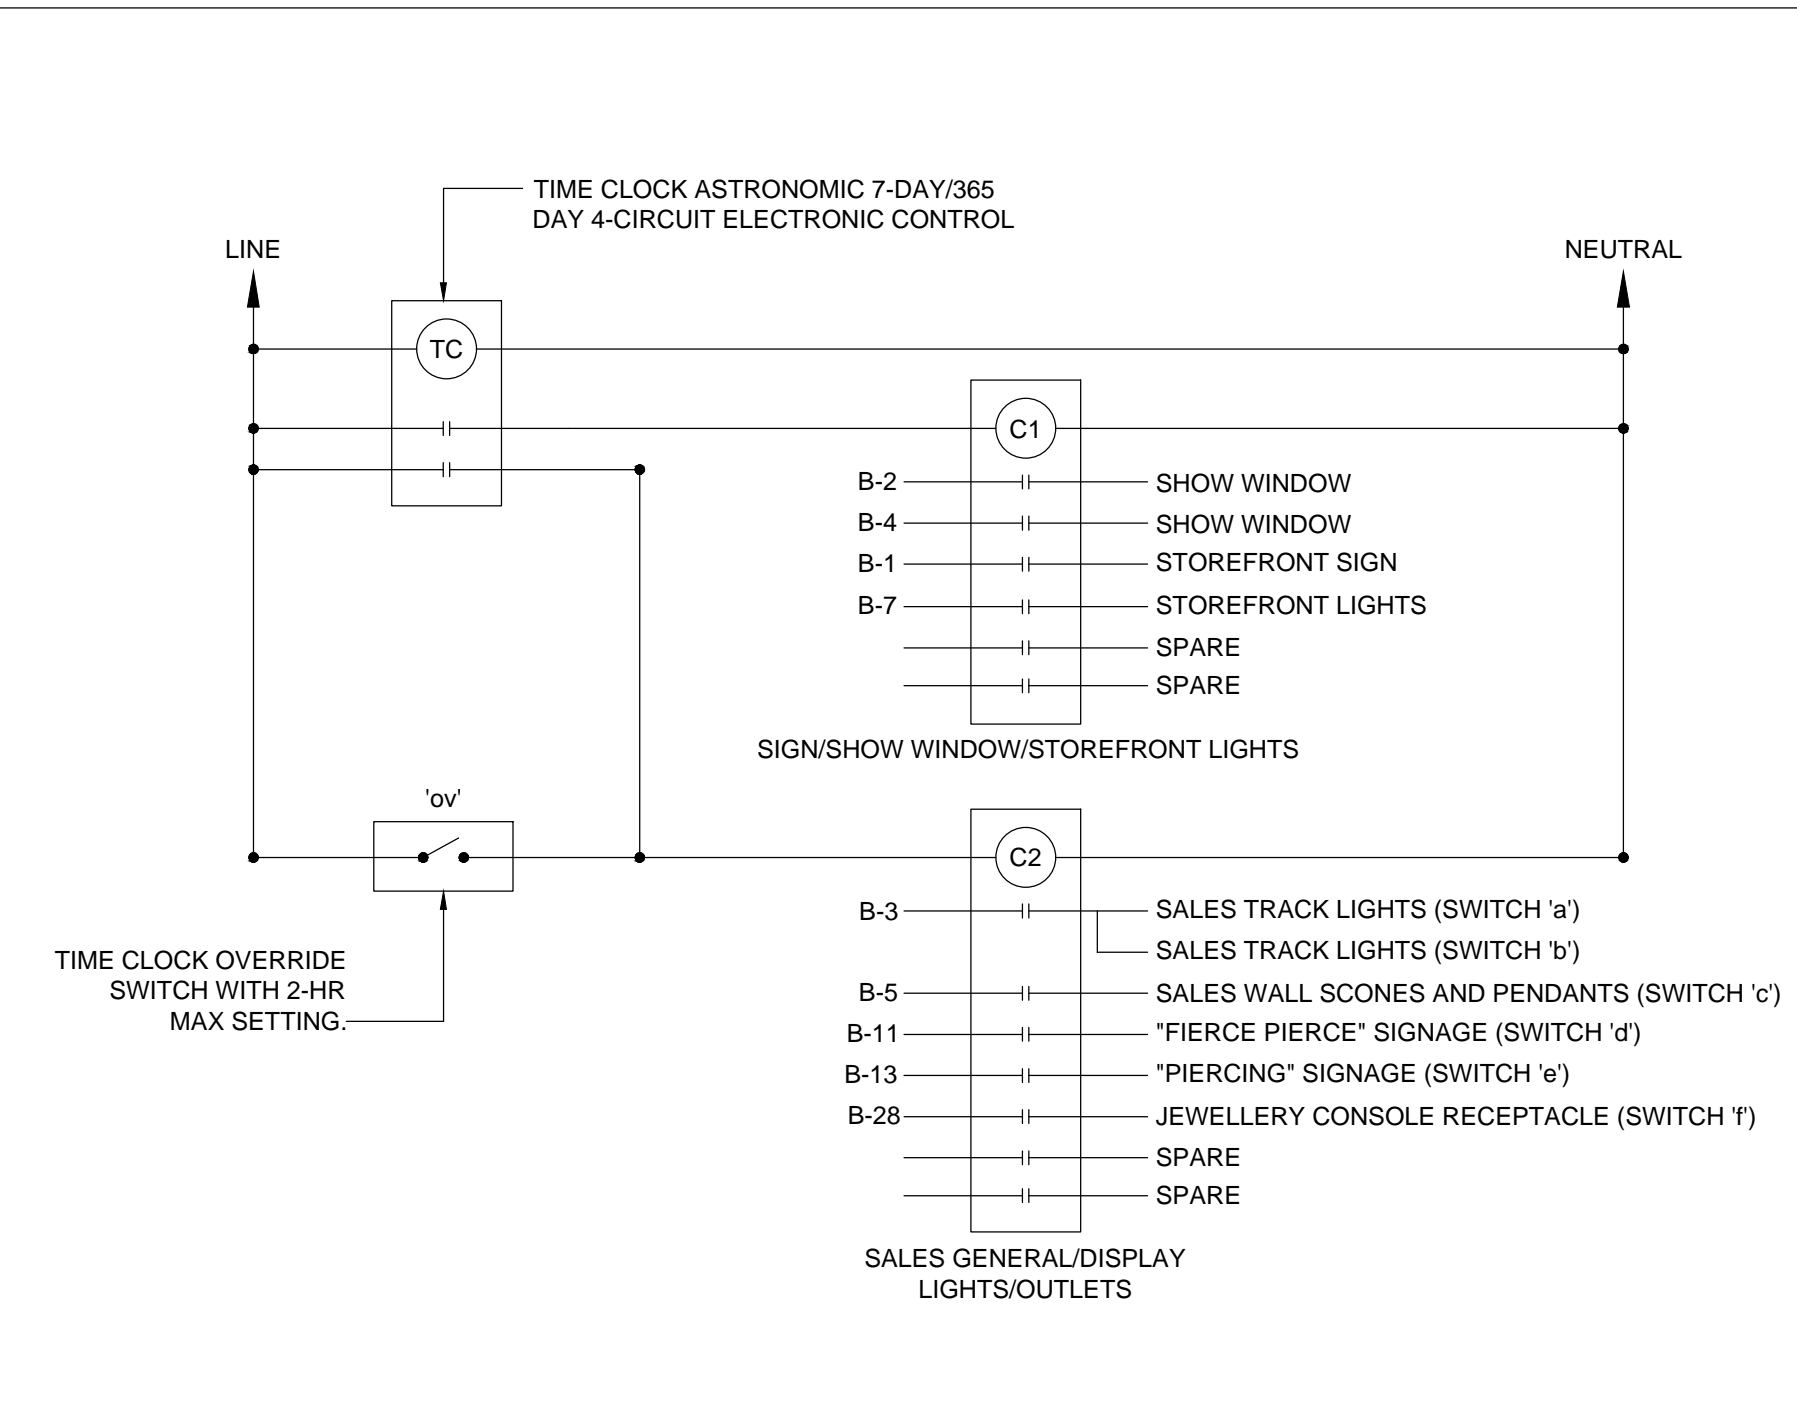 TIME CLOCK ASTRONOMIC 7-DAY/365
DAY 4-CIRCUIT ELECTRONIC CONTROL
LINE
NEUTRAL
TC
C1
B-2 SHOW WINDOW
B-4 SHOW WINDOW
B-1 STOREFRONT SIGN
B-7 STOREFRONT LIGHTS
SPARE
SPARE
SIGN/SHOW WINDOW/STOREFRONT LIGHTS
'ov'
C2
TIME CLOCK OVERRIDE
SWITCH WITH 2-HR
MAX SETTING.
B-3 SALES TRACK LIGHTS (SWITCH 'a')
SALES TRACK LIGHTS (SWITCH 'b')
B-5 SALES WALL SCONES AND PENDANTS (SWITCH 'c')
B-11 "FIERCE PIERCE" SIGNAGE (SWITCH 'd')
B-13 "PIERCING" SIGNAGE (SWITCH 'e')
B-28 JEWELLERY CONSOLE RECEPTACLE (SWITCH 'f')
SPARE
SPARE
SALES GENERAL/DISPLAY
LIGHTS/OUTLETS